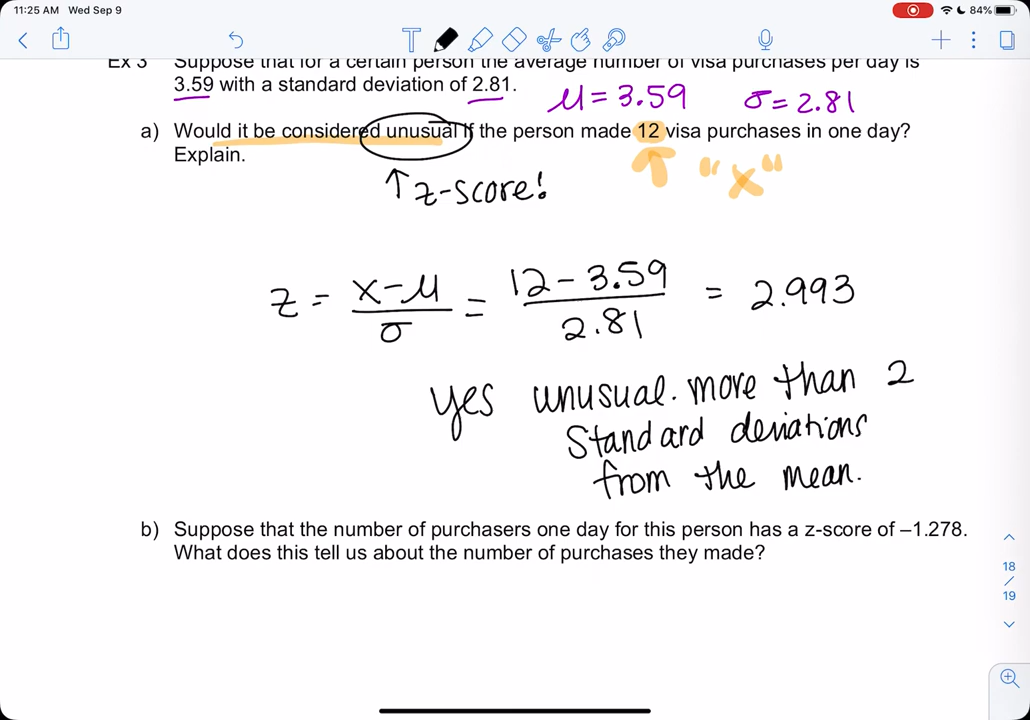 11:25 AM Wed Sep 9
84%
Ex 3 Suppose that for a certain person the average number of visa purchases per day is
3.59 with a standard deviation of 2.81.
μ = 3.59 σ = 2.81
a) Would it be considered unusual if the person made 12 visa purchases in one day?
Explain.
↑ z-score!
↑ "x"
z = x-μ / σ = 12-3.59 / 2.81 = 2.993
yes unusual. more than 2
standard deviations
from the mean.
b) Suppose that the number of purchasers one day for this person has a z-score of –1.278.
What does this tell us about the number of purchases they made?
18
/
19